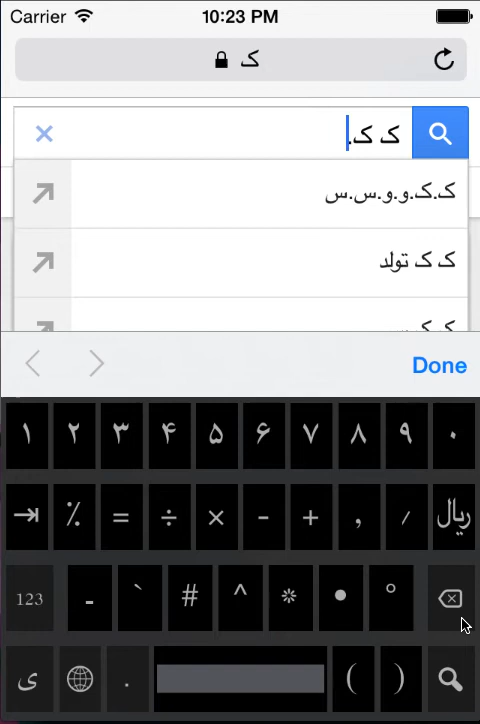 Carrier 10:23 PM
ک
ک ک.
ک.ک.و.و.س.س
ک ک تولد
Done
۱ ۲ ۳ ۴ ۵ ۶ ۷ ۸ ۹ ۰
٪ = ÷ × - + , ⁄ ریال
123 - ` # ^ * • °
ی . ( )